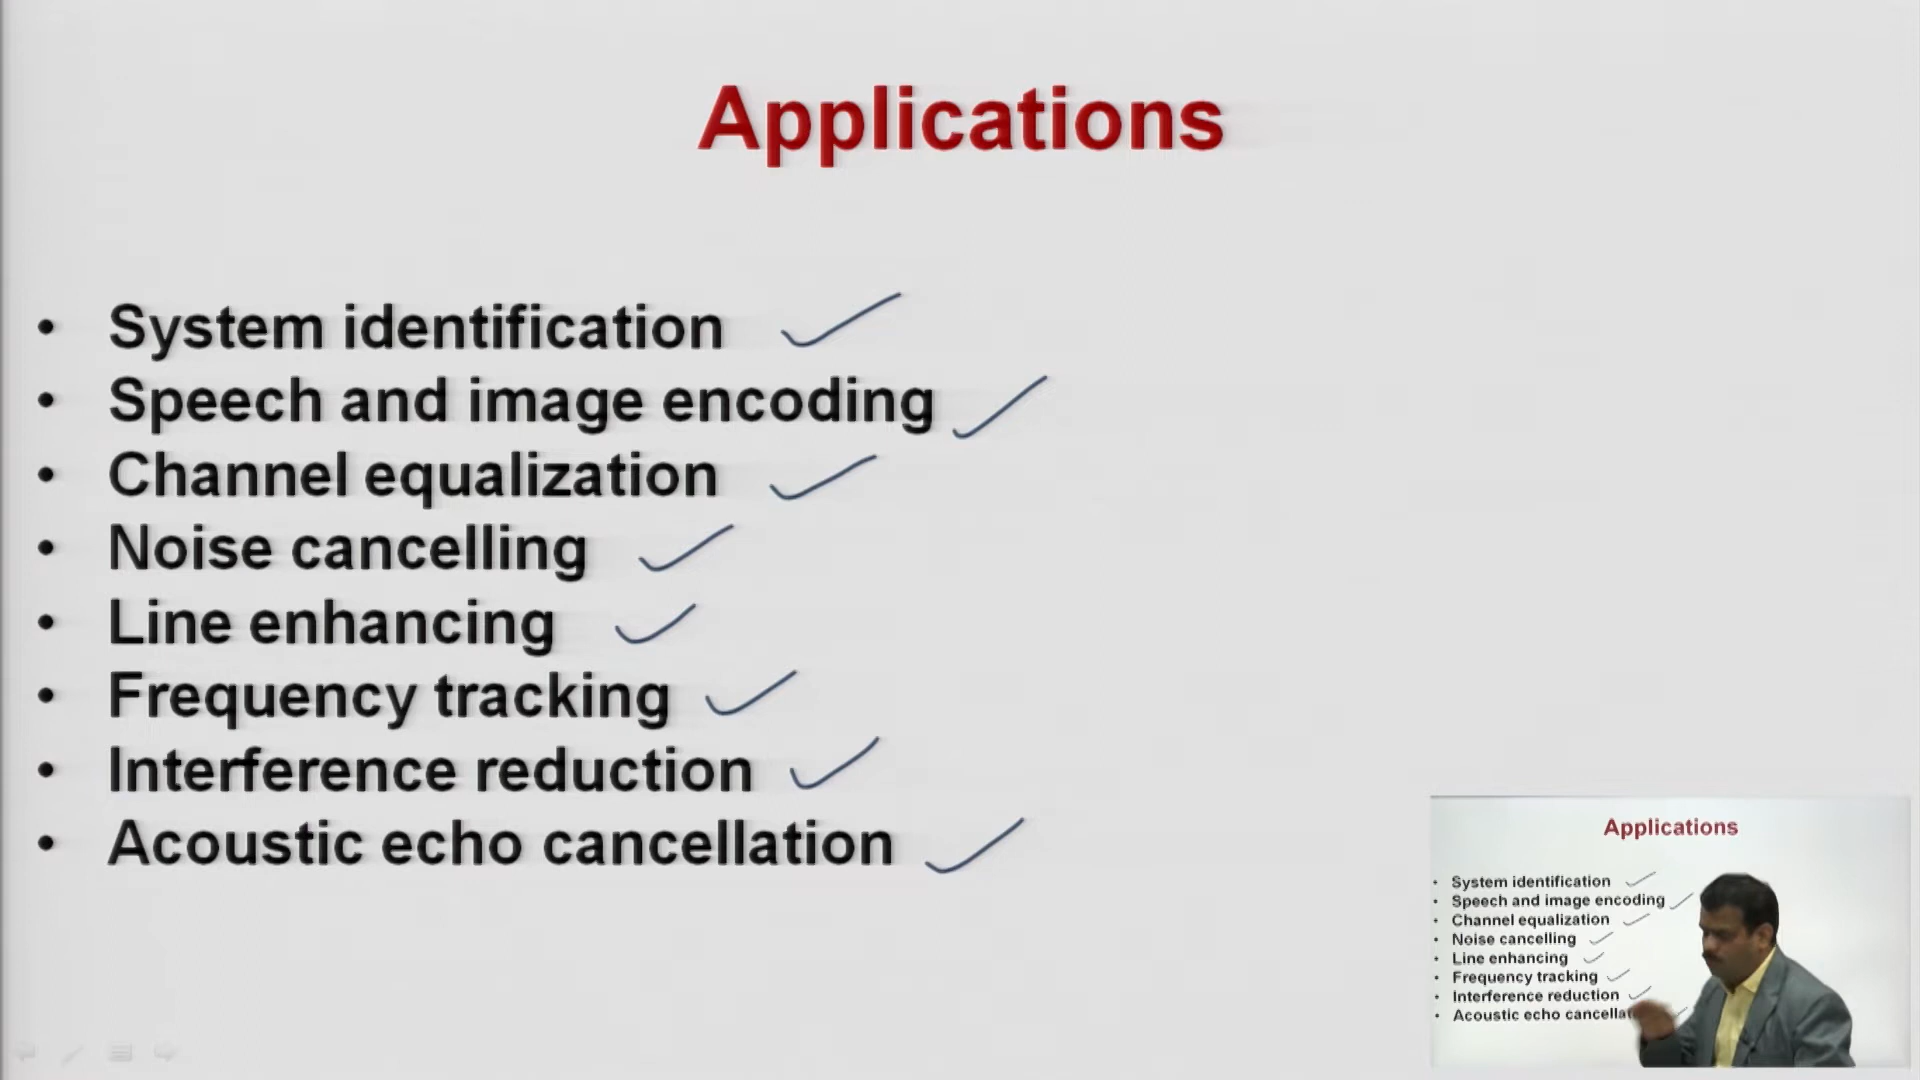 Applications
• System identification
• Speech and image encoding
• Channel equalization
• Noise cancelling
• Line enhancing
• Frequency tracking
• Interference reduction
• Acoustic echo cancellation
Applications
• System identification
• Speech and image encoding
• Channel equalization
• Noise cancelling
• Line enhancing
• Frequency tracking
• Interference reduction
• Acoustic echo cancellat